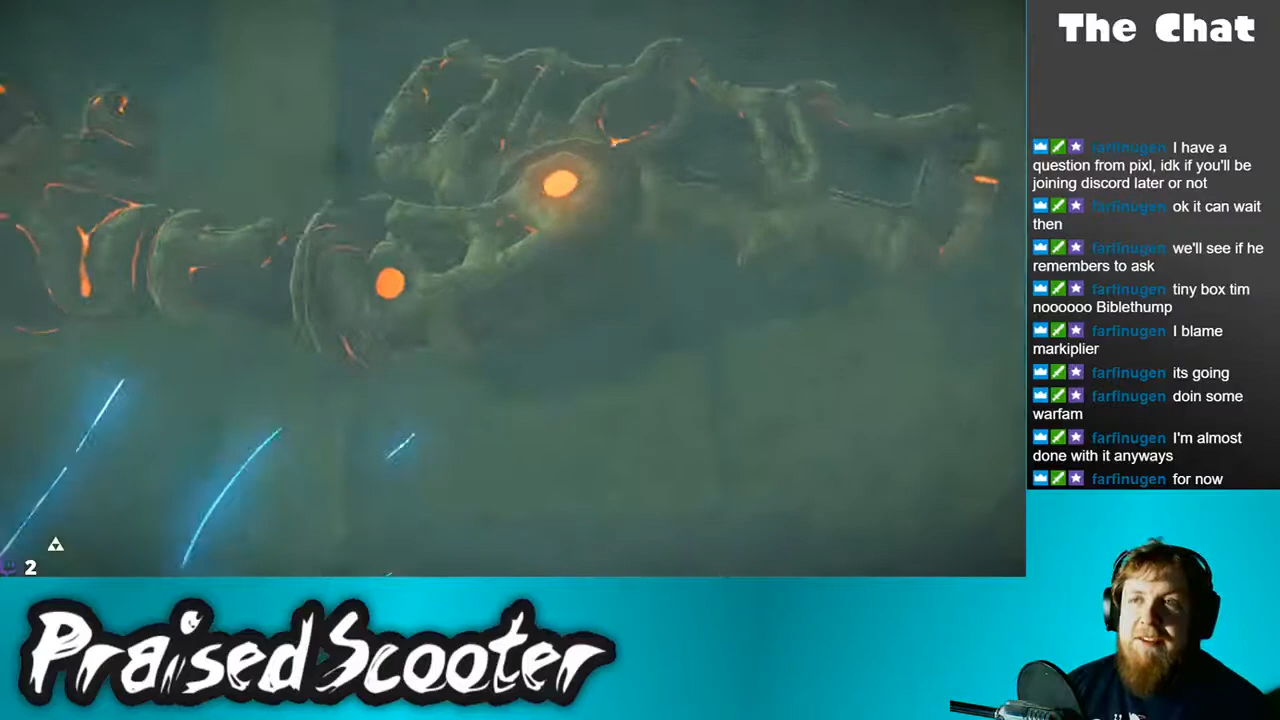 The Chat
farfinugen I have a
question from pixl, idk if you'll be
joining discord later or not
farfinugen ok it can wait
then
farfinugen we'll see if he
remembers to ask
farfinugen tiny box tim
noooooo Biblethump
farfinugen I blame
markiplier
farfinugen its going
farfinugen doin some
warfam
farfinugen I'm almost
done with it anyways
farfinugen for now
2
PraisedScooter